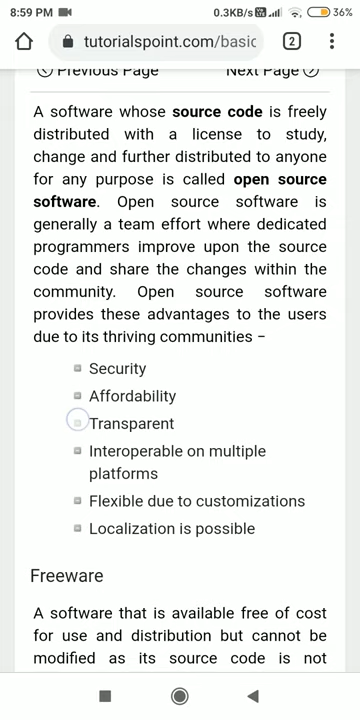 8:59 PM 0.3KB/s 36%
tutorialspoint.com/basic 2
Previous Page Next Page
A software whose source code is freely
distributed with a license to study,
change and further distributed to anyone
for any purpose is called open source
software. Open source software is
generally a team effort where dedicated
programmers improve upon the source
code and share the changes within the
community. Open source software
provides these advantages to the users
due to its thriving communities −
Security
Affordability
Transparent
Interoperable on multiple
platforms
Flexible due to customizations
Localization is possible
Freeware
A software that is available free of cost
for use and distribution but cannot be
modified as its source code is not